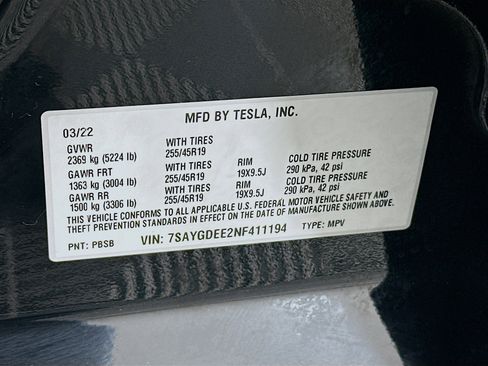 MFD BY TESLA, INC.
03/22
GVWR WITH TIRES
2369 kg (5224 lb) 255/45R19
GAWR FRT WITH TIRES RIM COLD TIRE PRESSURE
1363 kg (3004 lb) 255/45R19 19X9.5J 290 kPa, 42 psi
GAWR RR WITH TIRES RIM COLD TIRE PRESSURE
1500 kg (3306 lb) 255/45R19 19X9.5J 290 kPa, 42 psi
THIS VEHICLE CONFORMS TO ALL APPLICABLE U.S. FEDERAL MOTOR VEHICLE SAFETY AND
THEFT PREVENTION STANDARDS IN EFFECT ON THE DATE OF MANUFACTURE SHOWN ABOVE.
PNT: PBSB VIN: 7SAYGDEE2NF411194 TYPE: MPV